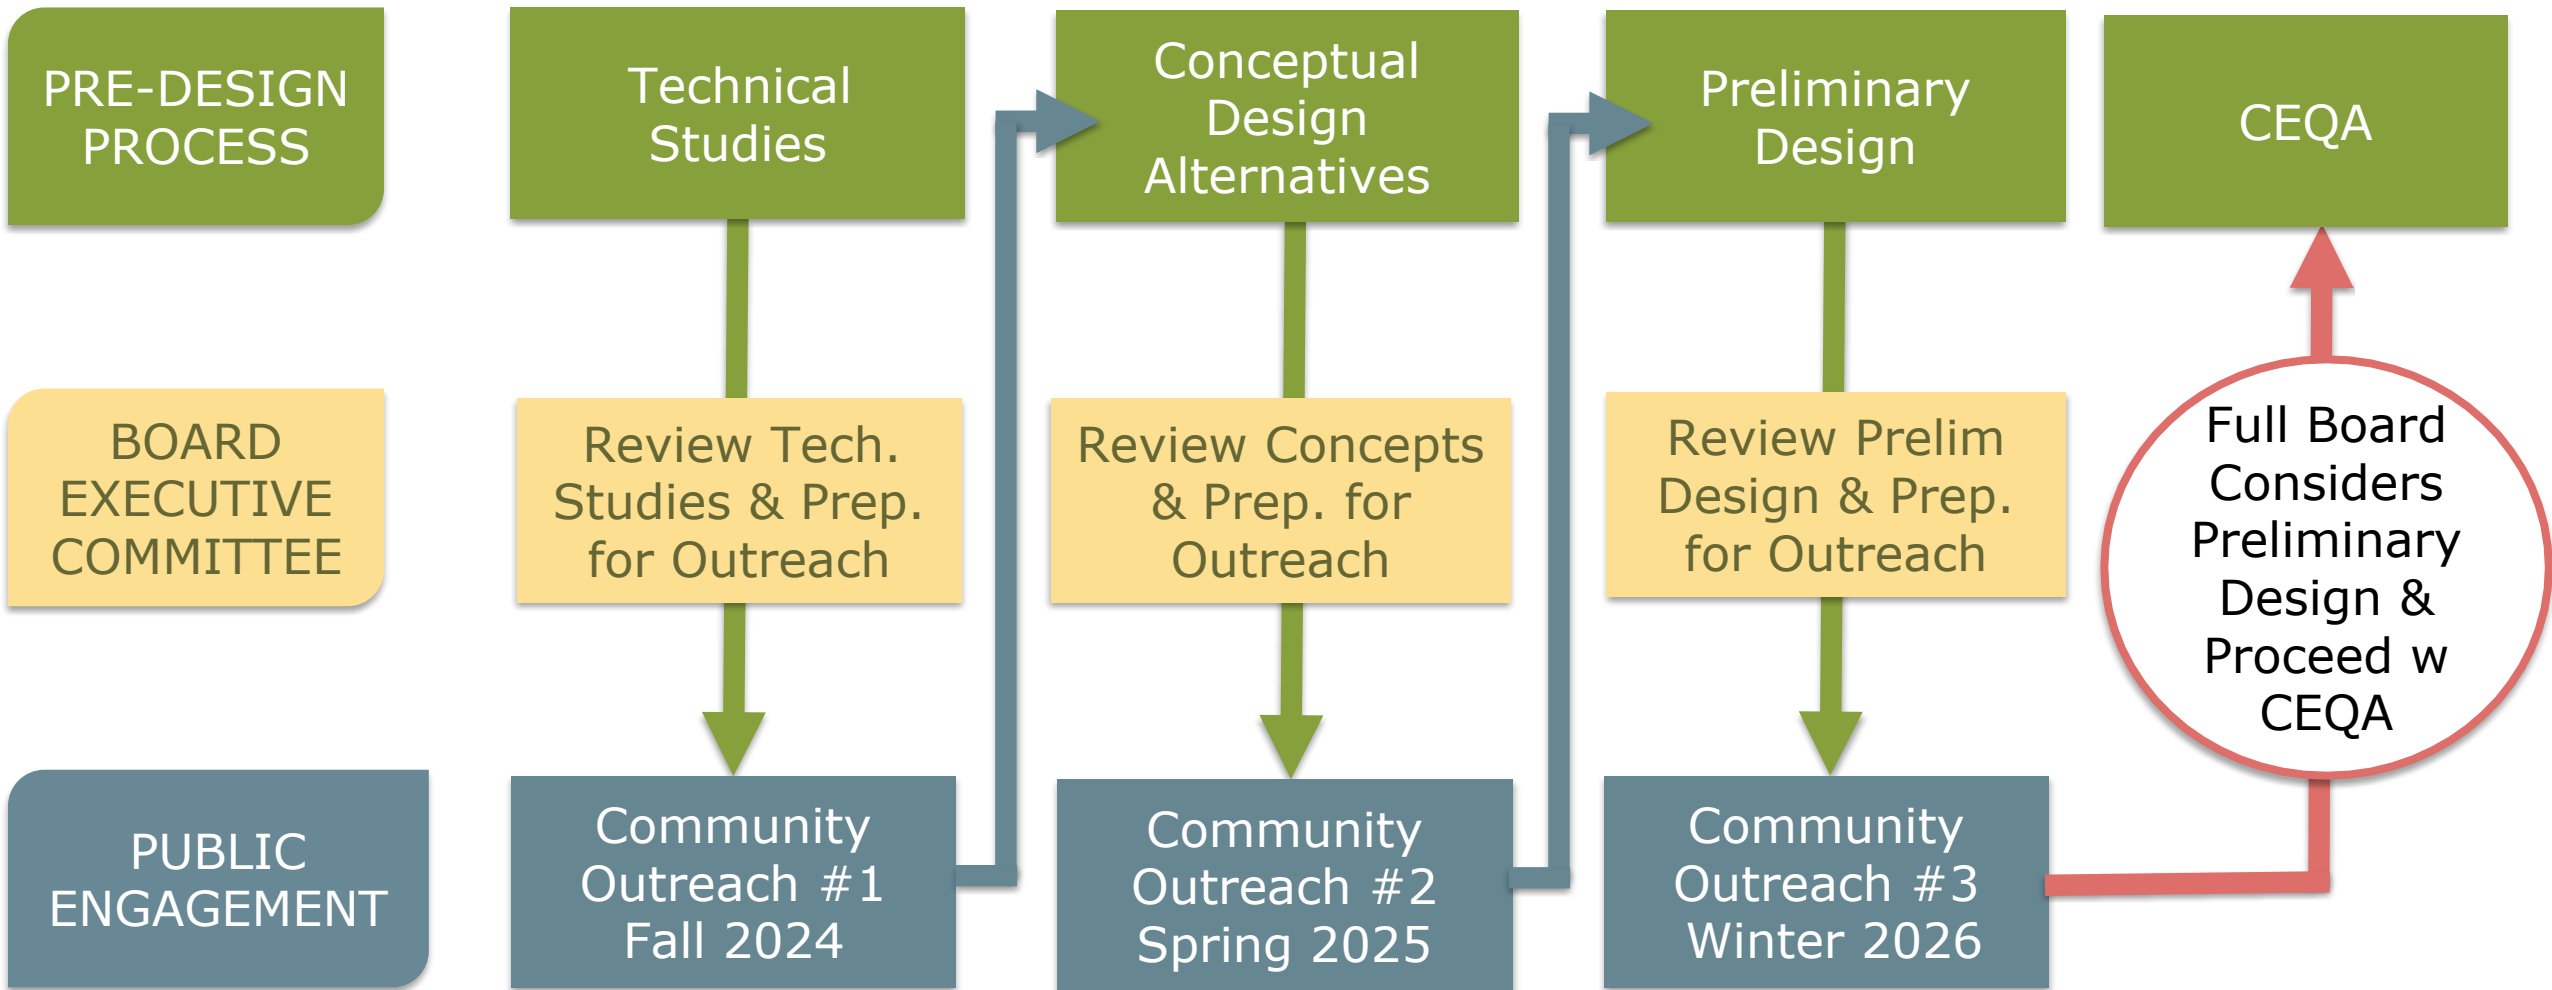 PRE-DESIGN
PROCESS
Technical
Studies
Conceptual
Design
Alternatives
Preliminary
Design
CEQA
BOARD
EXECUTIVE
COMMITTEE
Review Tech.
Studies & Prep.
for Outreach
Review Concepts
& Prep. for
Outreach
Review Prelim
Design & Prep.
for Outreach
Full Board
Considers
Preliminary
Design &
Proceed w
CEQA
PUBLIC
ENGAGEMENT
Community
Outreach #1
Fall 2024
Community
Outreach #2
Spring 2025
Community
Outreach #3
Winter 2026